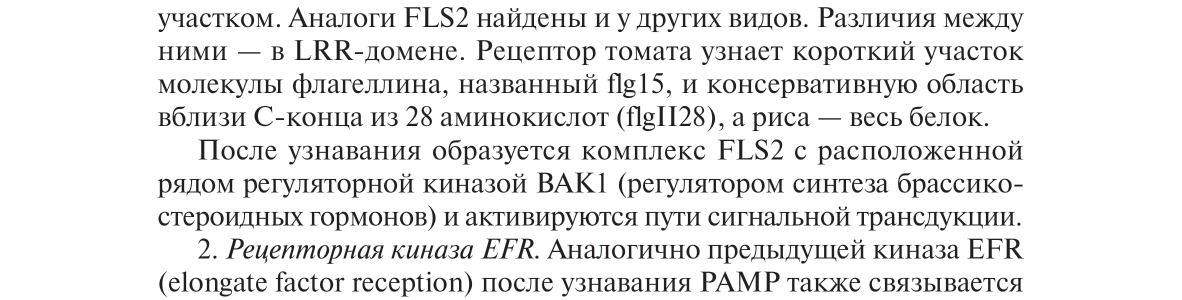 участком. Аналоги FLS2 найдены и у других видов. Различия между
ними — в LRR-домене. Рецептор томата узнает короткий участок
молекулы флагеллина, названный flg15, и консервативную область
вблизи С-конца из 28 аминокислот (flgII28), а риса — весь белок.
После узнавания образуется комплекс FLS2 с расположенной
рядом регуляторной киназой BAK1 (регулятором синтеза брассико-
стероидных гормонов) и активируются пути сигнальной трансдукции.
2. Рецепторная киназа EFR. Аналогично предыдущей киназа EFR
(elongate factor reception) после узнавания PAMP также связывается